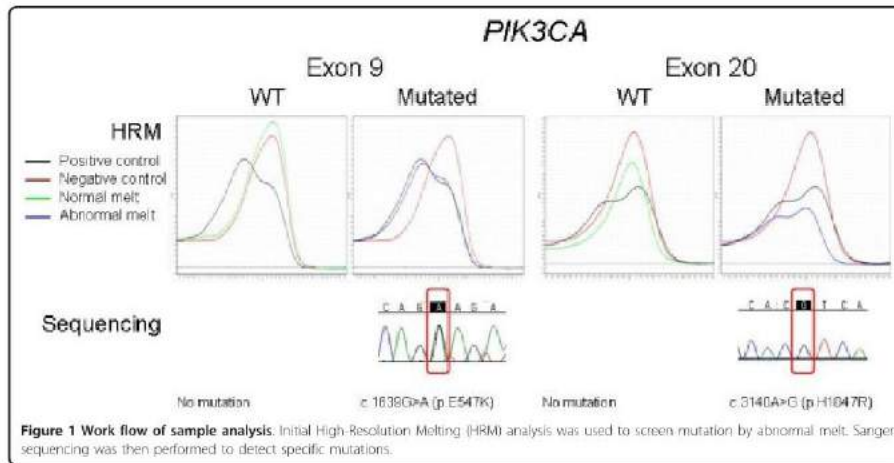 PIK3CA
Exon 9 Exon 20
WT Mutated WT Mutated
HRM
Positive control
Negative control
Normal melt
Abnormal melt
Sequencing
C A G A A G A
C A C G T C A
No mutation c.1639G>A (p.E547K) No mutation c.3140A>G (p.H1047R)
Figure 1 Work flow of sample analysis. Initial High-Resolution Melting (HRM) analysis was used to screen mutation by abnormal melt. Sanger
sequencing was then performed to detect specific mutations.